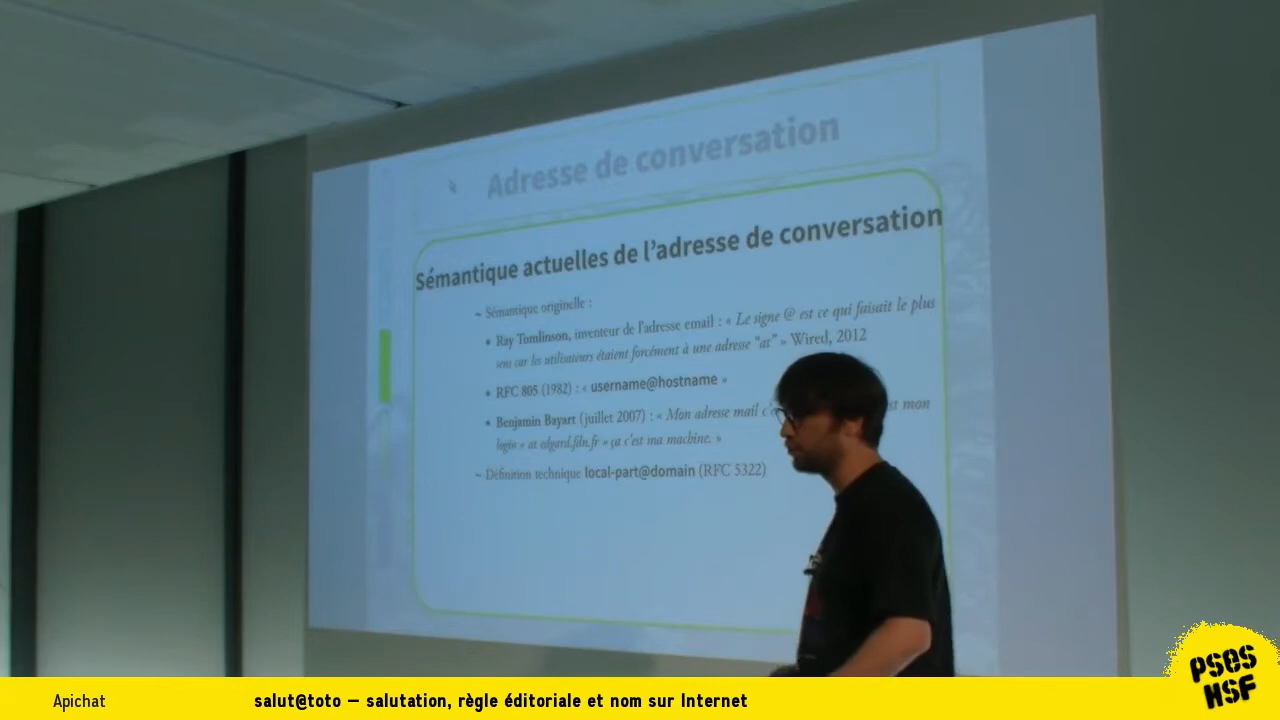 Adresse de conversation
Sémantique actuelles de l'adresse de conversation
~ Sémantique originelle :
• Ray Tomlinson, inventeur de l'adresse email : « Le signe @ est ce qui faisait le plus
sens car les utilisateurs étaient forcément à une adresse "at" » Wired, 2012
• RFC 805 (1982) : « username@hostname »
• Benjamin Bayart (juillet 2007) : « Mon adresse mail c' st mon
login « at edgard.fdn.fr » ça c'est ma machine. »
~ Définition technique local-part@domain (RFC 5322)
PSES
HSF
Apichat
salut@toto – salutation, règle éditoriale et nom sur Internet